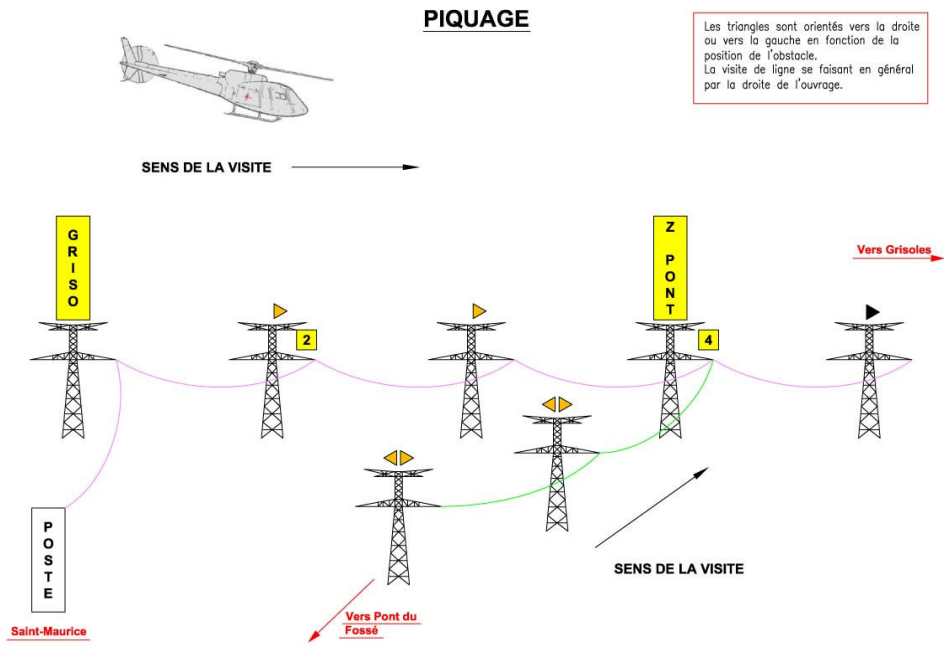 PIQUAGE
Les triangles sont orientés vers la droite
ou vers la gauche en fonction de la
position de l'obstacle.
La visite de ligne se faisant en général
par la droite de l'ouvrage.
SENS DE LA VISITE
GRISO
Z PONT
Vers Grisoles
2
4
POSTE
SENS DE LA VISITE
Vers Pont du
Fossé
Saint-Maurice